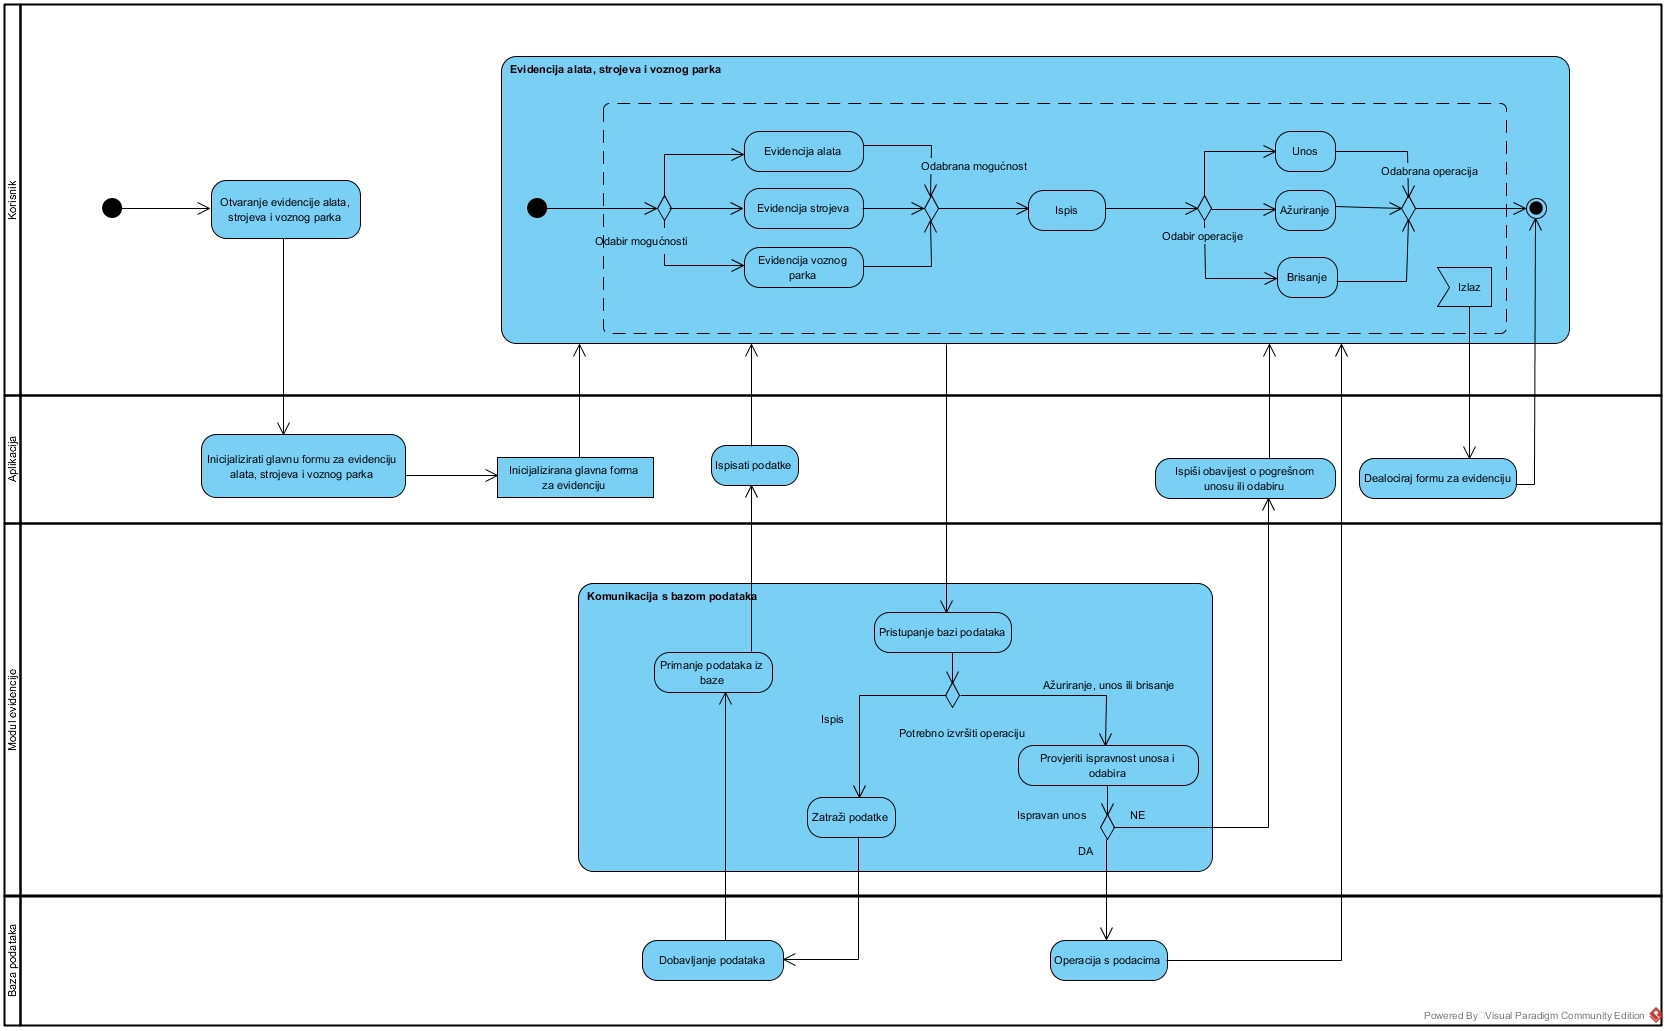 Korisnik
Evidencija alata, strojeva i voznog parka
Otvaranje evidencije alata,
strojeva i voznog parka
Odabir mogućnosti
Evidencija alata
Evidencija strojeva
Evidencija voznog
parka
Odabrana mogućnost
Ispis
Odabir operacije
Unos
Ažuriranje
Brisanje
Odabrana operacija
Izlaz
Aplikacija
Inicijalizirati glavnu formu za evidenciju
alata, strojeva i voznog parka
Inicijalizirana glavna forma
za evidenciju
Ispisati podatke
Ispiši obavijest o pogrešnom
unosu ili odabiru
Dealociraj formu za evidenciju
Modul evidencije
Komunikacija s bazom podataka
Pristupanje bazi podataka
Primanje podataka iz
baze
Ažuriranje, unos ili brisanje
Ispis
Potrebno izvršiti operaciju
Provjeriti ispravnost unosa i
odabira
Zatraži podatke
Ispravan unos
NE
DA
Baza podataka
Dobavljanje podataka
Operacija s podacima
Powered By Visual Paradigm Community Edition